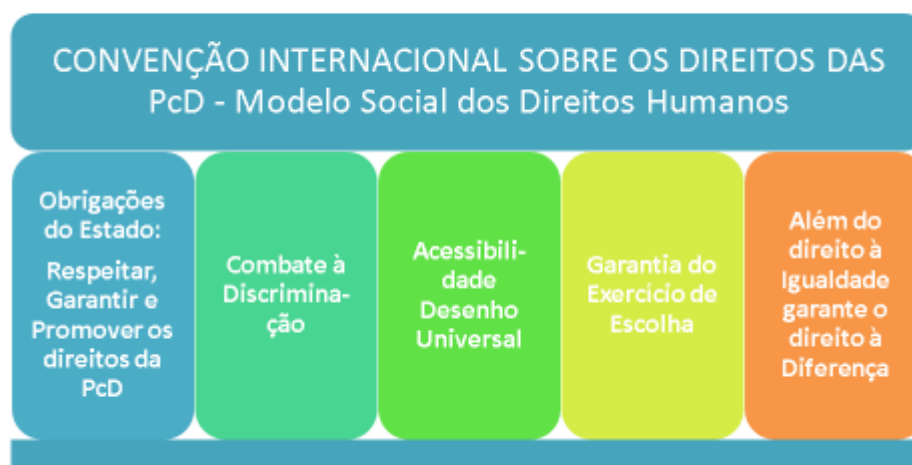 CONVENÇÃO INTERNACIONAL SOBRE OS DIREITOS DAS
PcD - Modelo Social dos Direitos Humanos
Obrigações
do Estado:
Respeitar,
Garantir e
Promover os
direitos da
PcD
Combate à
Discrimina-
ção
Acessibili-
dade
Desenho
Universal
Garantia do
Exercício de
Escolha
Além do
direito à
Igualdade
garante o
direito à
Diferença